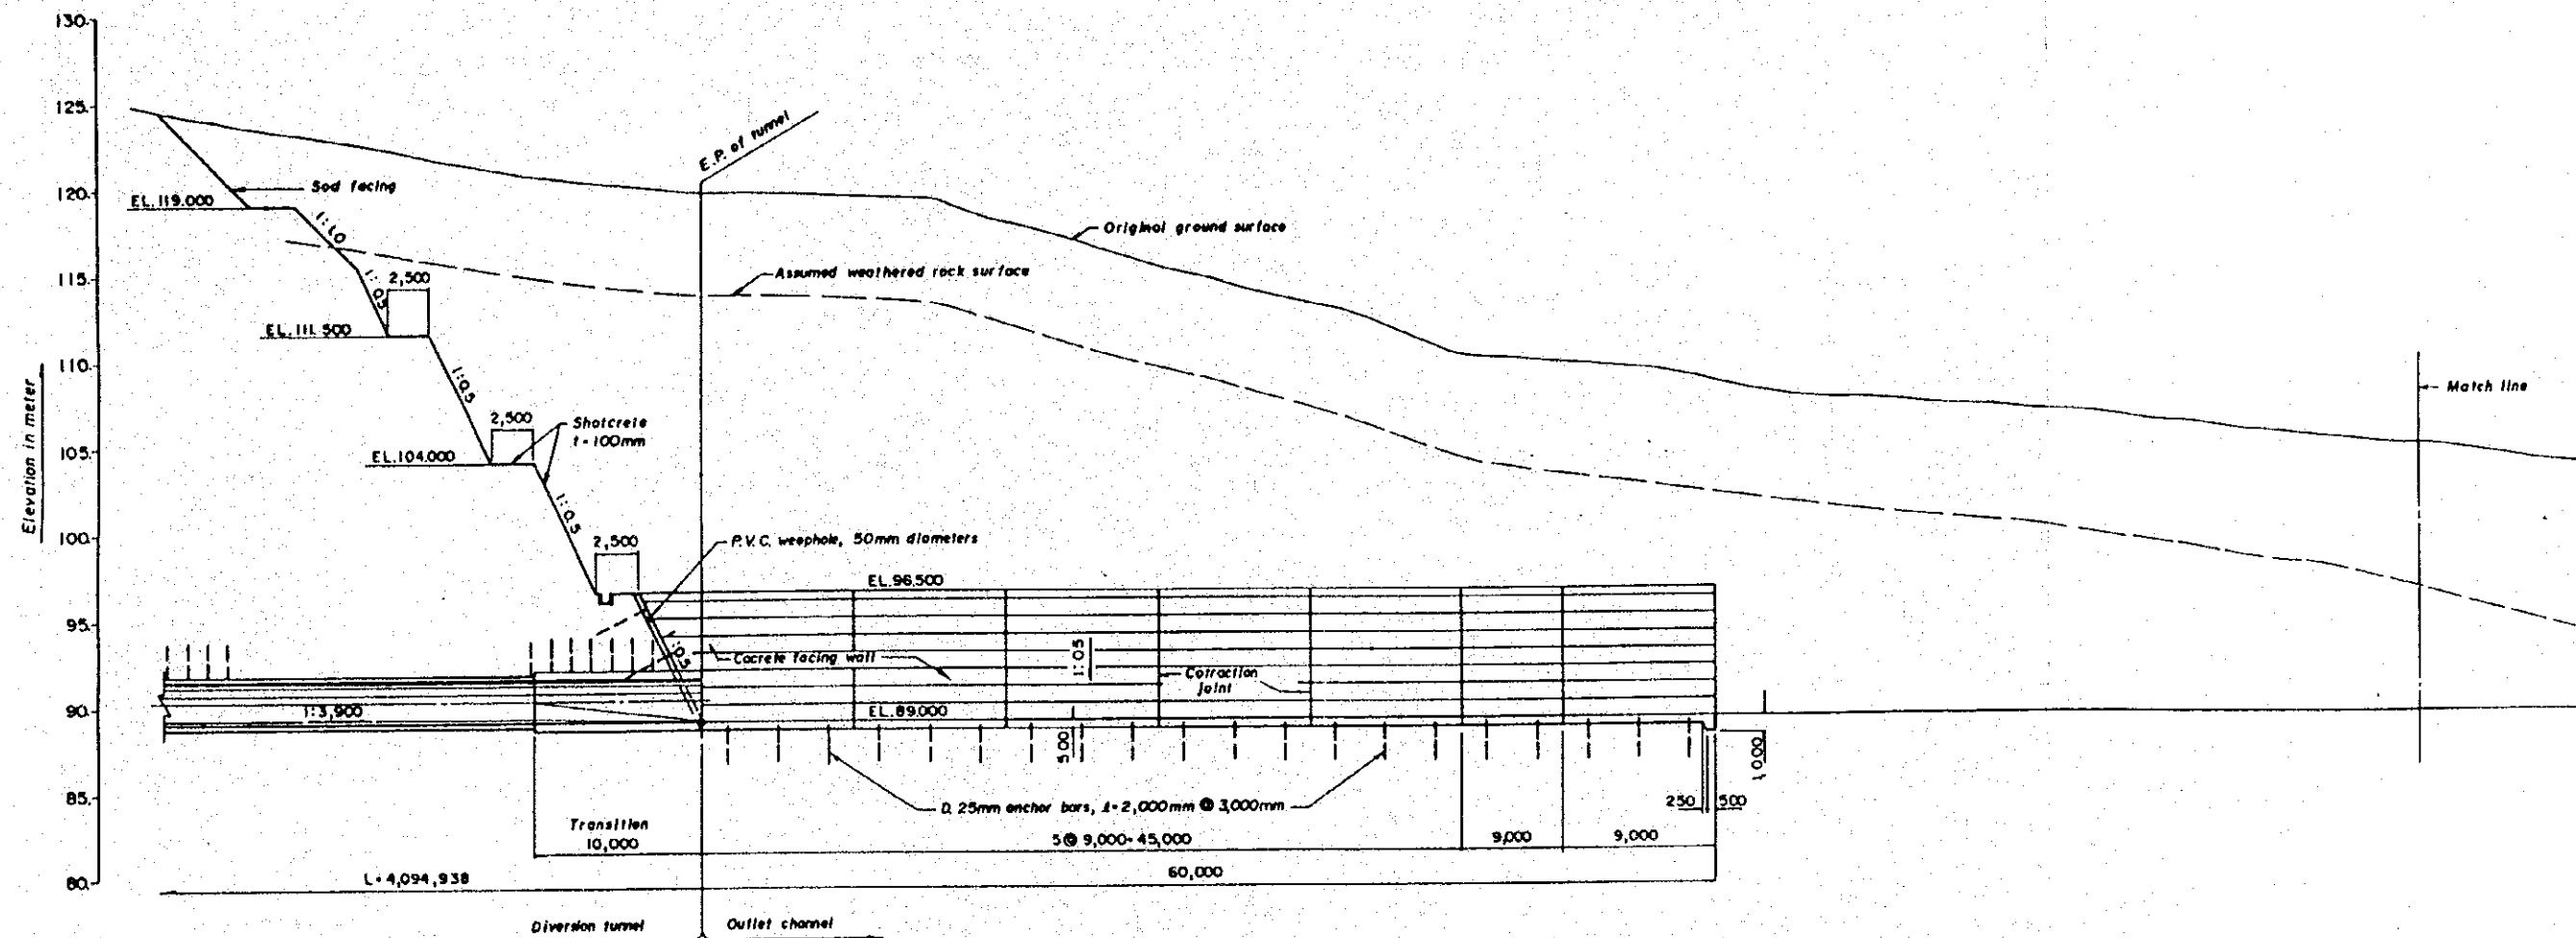 130.
125.
E.P. of tunnel
120.
Sod facing
EL.119.000
1:1.0
Original ground surface
115.
1:0.5
2,500
Assumed weathered rock surface
EL.111.500
110.
1:0.5
Match line
Elevation in meter
2,500
Shotcrete
t=100mm
105.
EL.104.000
1:0.5
100.
2,500
P.V.C. weephole, 50mm diameters
EL.96.500
95.
1:0.5
Cocrete facing wall
1:0.5
Cotraction
joint
90.
1:3,900
EL.89.000
500
1,000
85.
D.25mm anchor bars, ℓ=2,000mm @ 3,000mm
250
500
Transition
10,000
5@ 9,000=45,000
9,000
9,000
80.
L=4,094,938
60,000
Diversion tunnel
Outlet channel